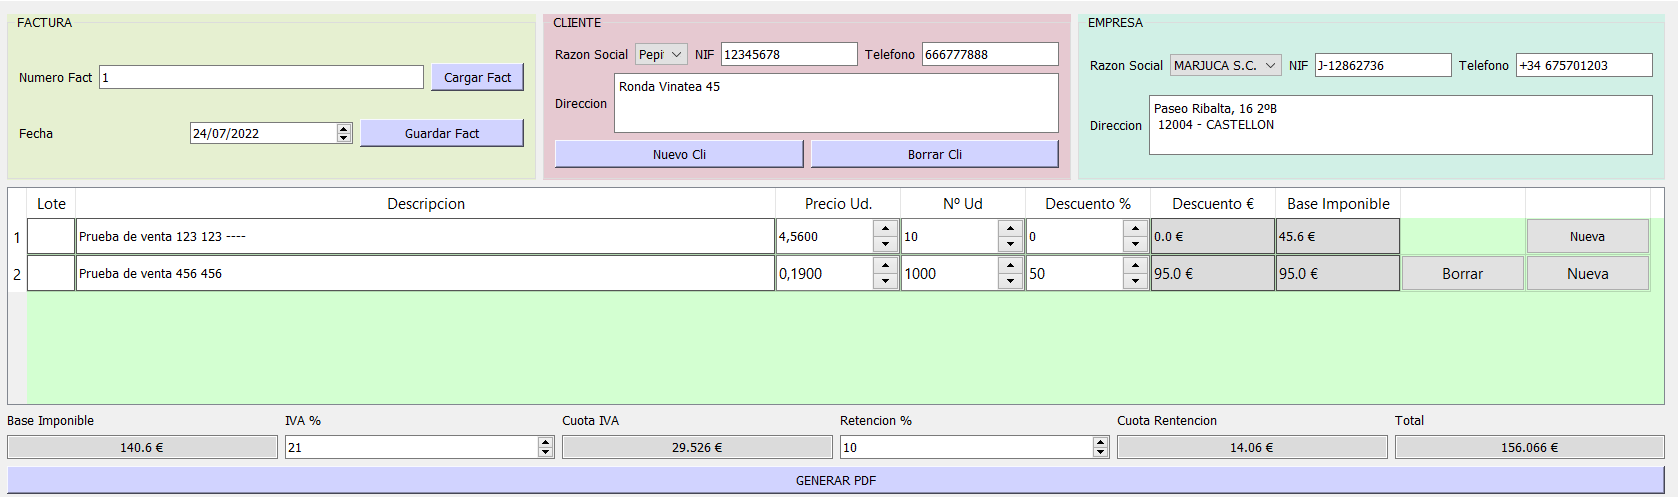 FACTURA
Numero Fact 1 Cargar Fact
Fecha 24/07/2022 Guardar Fact
CLIENTE
Razon Social Pepi NIF 12345678 Telefono 666777888
Direccion Ronda Vinatea 45
Nuevo Cli Borrar Cli
EMPRESA
Razon Social MARJUCA S.C. NIF J-12862736 Telefono +34 675701203
Direccion Paseo Ribalta, 16 2ºB
12004 - CASTELLON
Lote Descripcion Precio Ud. Nº Ud Descuento % Descuento € Base Imponible
1 Prueba de venta 123 123 ---- 4,5600 10 0 0.0 € 45.6 € Nueva
2 Prueba de venta 456 456 0,1900 1000 50 95.0 € 95.0 € Borrar Nueva
Base Imponible IVA % Cuota IVA Retencion % Cuota Rentencion Total
140.6 € 21 29.526 € 10 14.06 € 156.066 €
GENERAR PDF